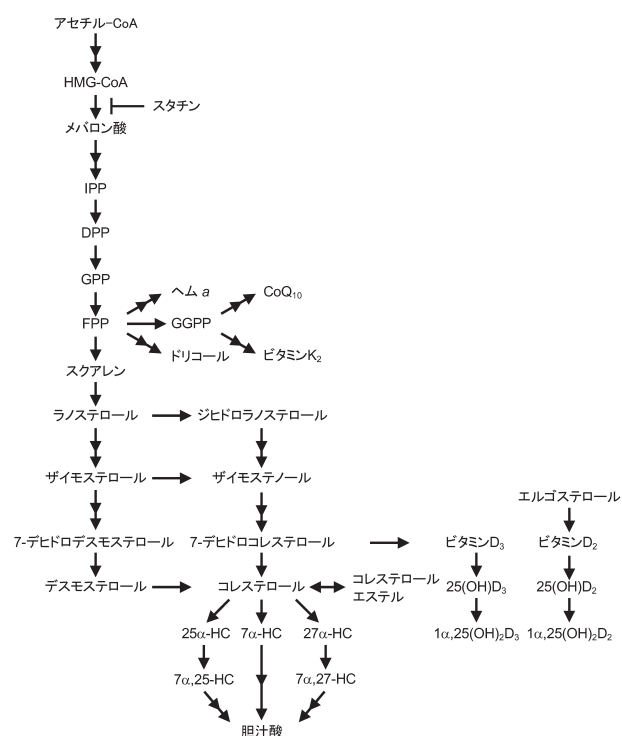 アセチル-CoA
HMG-CoA
スタチン
メバロン酸
IPP
DPP
GPP
ヘム a
CoQ10
FPP
GGPP
ドリコール
ビタミンK2
スクアレン
ラノステロール
ジヒドロラノステロール
ザイモステロール
ザイモステノール
エルゴステロール
7-デヒドロデスモステロール
7-デヒドロコレステロール
ビタミンD3
ビタミンD2
デスモステロール
コレステロール
コレステロール
エステル
25(OH)D3
25(OH)D2
25α-HC
7α-HC
27α-HC
1α,25(OH)2D3
1α,25(OH)2D2
7α,25-HC
7α,27-HC
胆汁酸